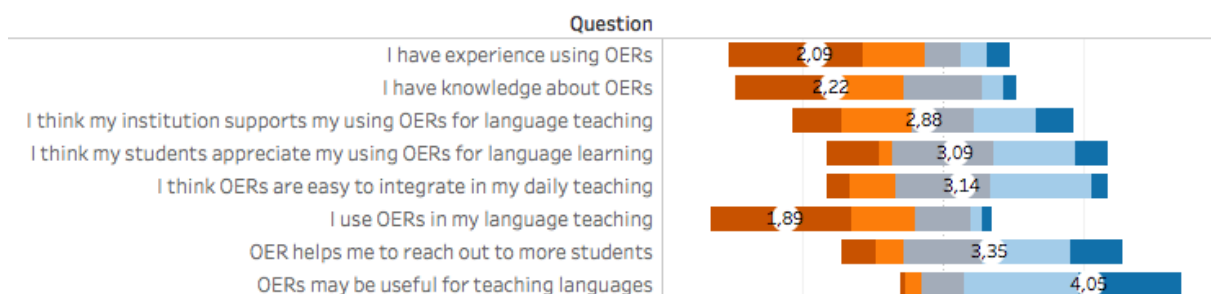 Question
I have experience using OERs 2,09
I have knowledge about OERs 2,22
I think my institution supports my using OERs for language teaching 2,88
I think my students appreciate my using OERs for language learning 3,09
I think OERs are easy to integrate in my daily teaching 3,14
I use OERs in my language teaching 1,89
OER helps me to reach out to more students 3,35
OERs may be useful for teaching languages 4,05